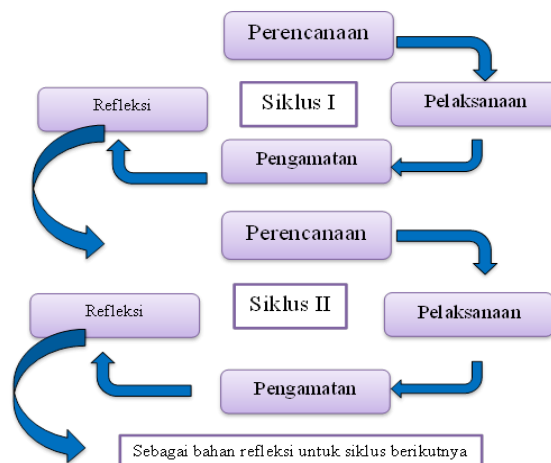 Perencanaan
Refleksi
Siklus I
Pelaksanaan
Pengamatan
Perencanaan
Refleksi
Siklus II
Pelaksanaan
Pengamatan
Sebagai bahan refleksi untuk siklus berikutnya